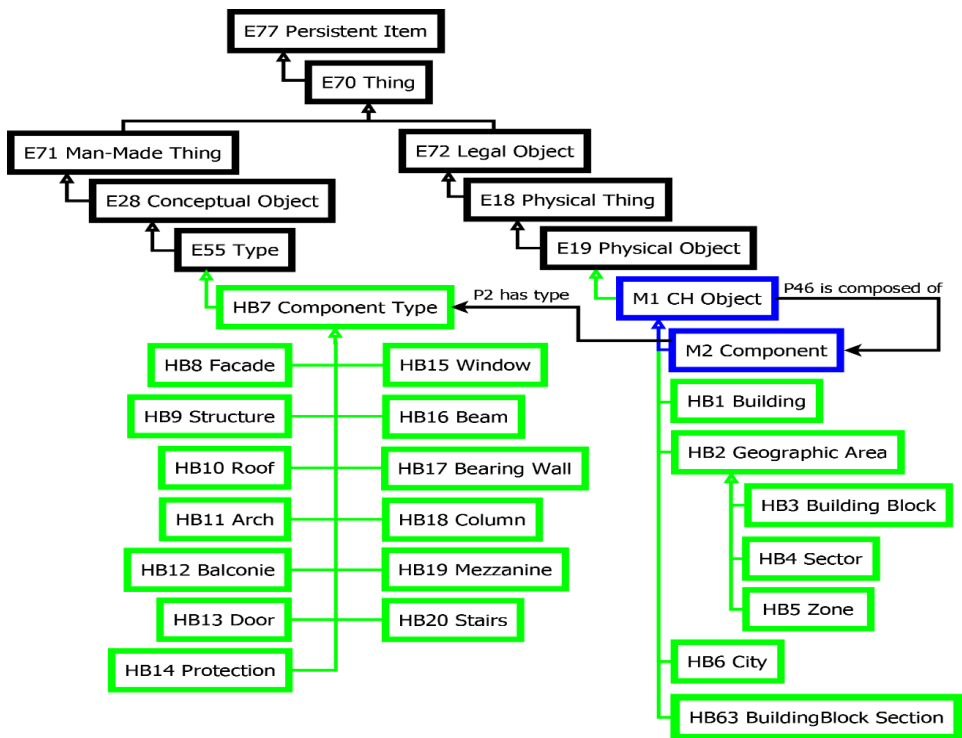 E77 Persistent Item
E70 Thing
E71 Man-Made Thing
E72 Legal Object
E28 Conceptual Object
E18 Physical Thing
E55 Type
E19 Physical Object
HB7 Component Type
P2 has type
M1 CH Object
P46 is composed of
M2 Component
HB8 Facade
HB15 Window
HB9 Structure
HB16 Beam
HB10 Roof
HB17 Bearing Wall
HB11 Arch
HB18 Column
HB12 Balconie
HB19 Mezzanine
HB13 Door
HB20 Stairs
HB14 Protection
HB1 Building
HB2 Geographic Area
HB3 Building Block
HB4 Sector
HB5 Zone
HB6 City
HB63 BuildingBlock Section